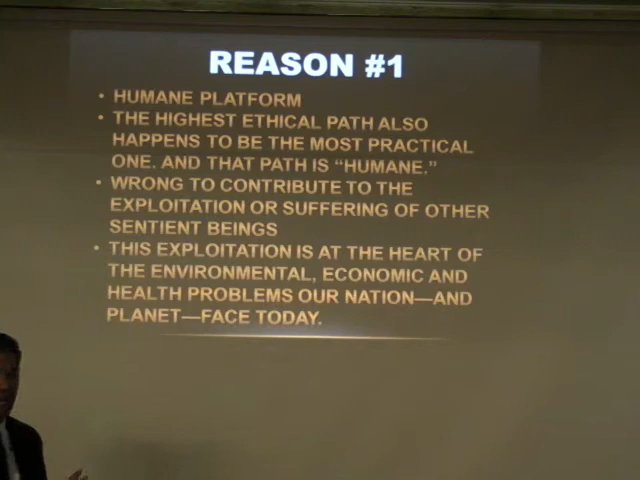 REASON #1
• HUMANE PLATFORM
• THE HIGHEST ETHICAL PATH ALSO
HAPPENS TO BE THE MOST PRACTICAL
ONE. AND THAT PATH IS “HUMANE.”
• WRONG TO CONTRIBUTE TO THE
EXPLOITATION OR SUFFERING OF OTHER
SENTIENT BEINGS
• THIS EXPLOITATION IS AT THE HEART OF
THE ENVIRONMENTAL, ECONOMIC AND
HEALTH PROBLEMS OUR NATION—AND
PLANET—FACE TODAY.